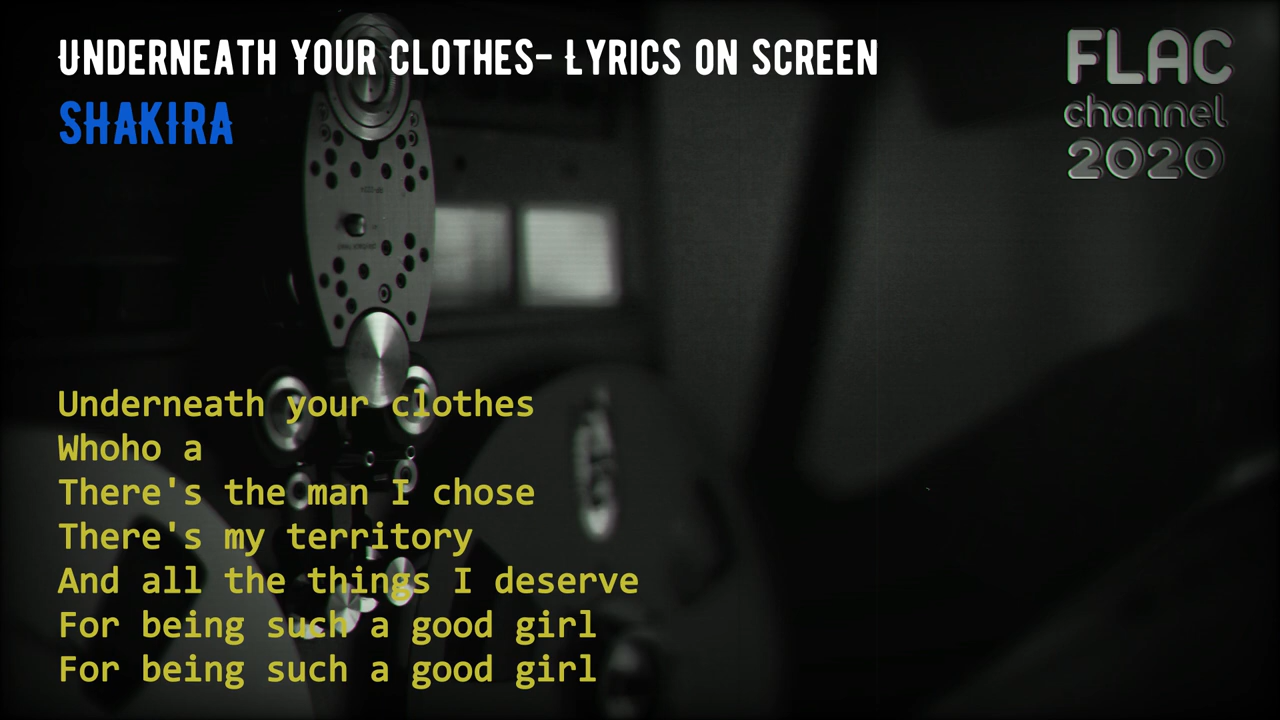 Underneath Your Clothes- Lyrics on Screen
Shakira
FLAC
channel
2020
Underneath your clothes
Whoho a
There's the man I chose
There's my territory
And all the things I deserve
For being such a good girl
For being such a good girl